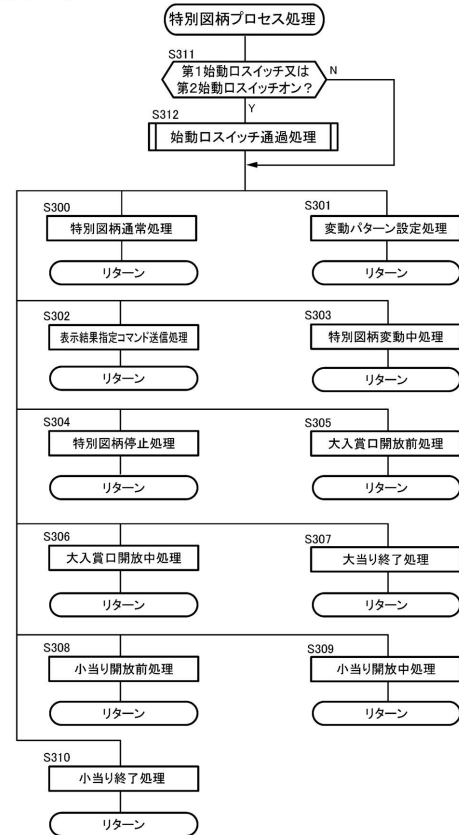 特別図柄プロセス処理
S311
第1始動口スイッチ又は
第2始動口スイッチオン？
N
Y
S312
始動口スイッチ通過処理
S300
特別図柄通常処理
リターン
S301
変動パターン設定処理
リターン
S302
表示結果指定コマンド送信処理
リターン
S303
特別図柄変動中処理
リターン
S304
特別図柄停止処理
リターン
S305
大入賞口開放前処理
リターン
S306
大入賞口開放中処理
リターン
S307
大当り終了処理
リターン
S308
小当り開放前処理
リターン
S309
小当り開放中処理
リターン
S310
小当り終了処理
リターン